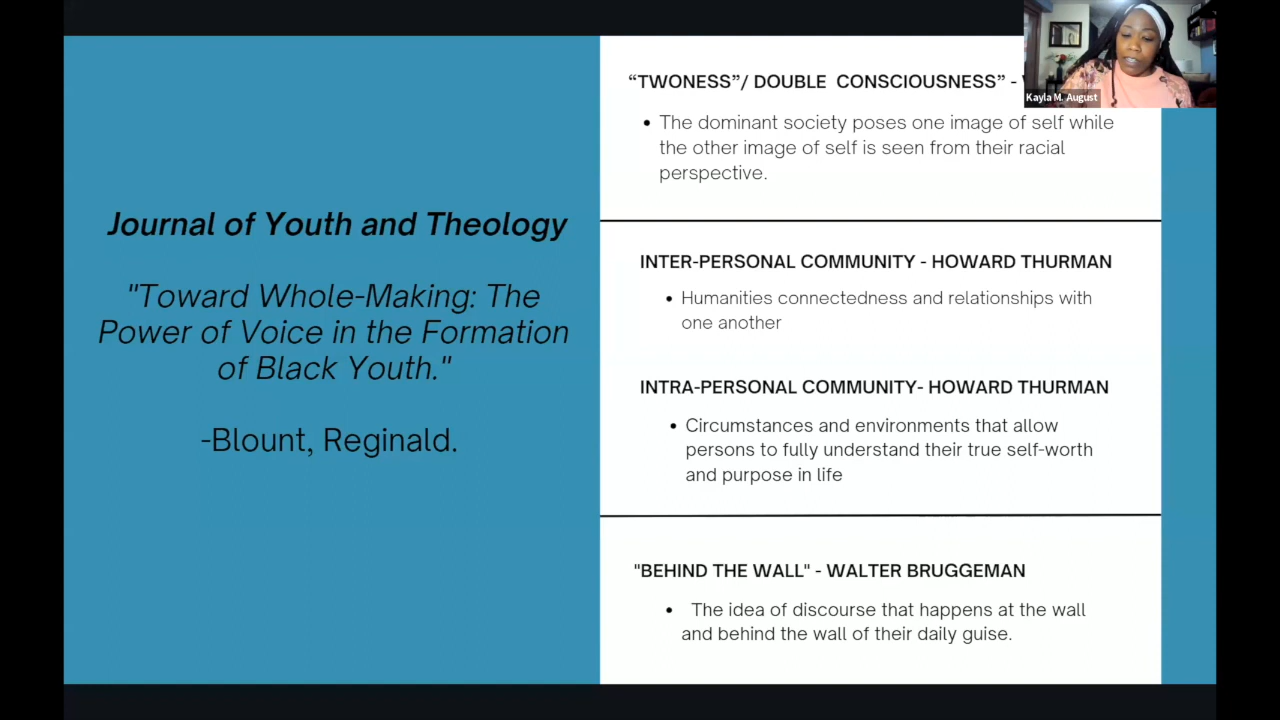 Journal of Youth and Theology
"Toward Whole-Making: The
Power of Voice in the Formation
of Black Youth."
-Blount, Reginald.
“TWONESS”/ DOUBLE CONSCIOUSNESS” -
• The dominant society poses one image of self while
the other image of self is seen from their racial
perspective.
INTER-PERSONAL COMMUNITY - HOWARD THURMAN
• Humanities connectedness and relationships with
one another
INTRA-PERSONAL COMMUNITY- HOWARD THURMAN
• Circumstances and environments that allow
persons to fully understand their true self-worth
and purpose in life
"BEHIND THE WALL" - WALTER BRUGGEMAN
• The idea of discourse that happens at the wall
and behind the wall of their daily guise.
Kayla M. August